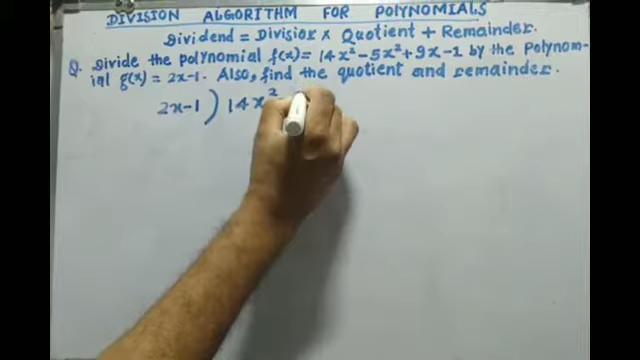 DIVISION ALGORITHM FOR POLYNOMIALS
Dividend = Divisior × Quotient + Remainder.
Q. Divide the polynomial f(x) = 14x³ - 5x² + 9x - 1 by the polynom-
ial g(x) = 2x-1. Also, find the quotient and remainder.
2x-1 ) 14x²